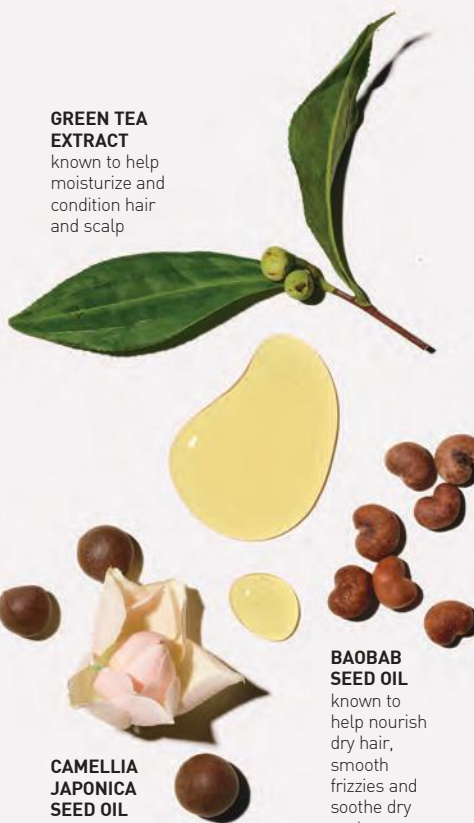 GREEN TEA
EXTRACT
known to help
moisturize and
condition hair
and scalp
BAOBAB
SEED OIL
known to
help nourish
dry hair,
smooth
frizzies and
soothe dry
CAMELLIA
JAPONICA
SEED OIL